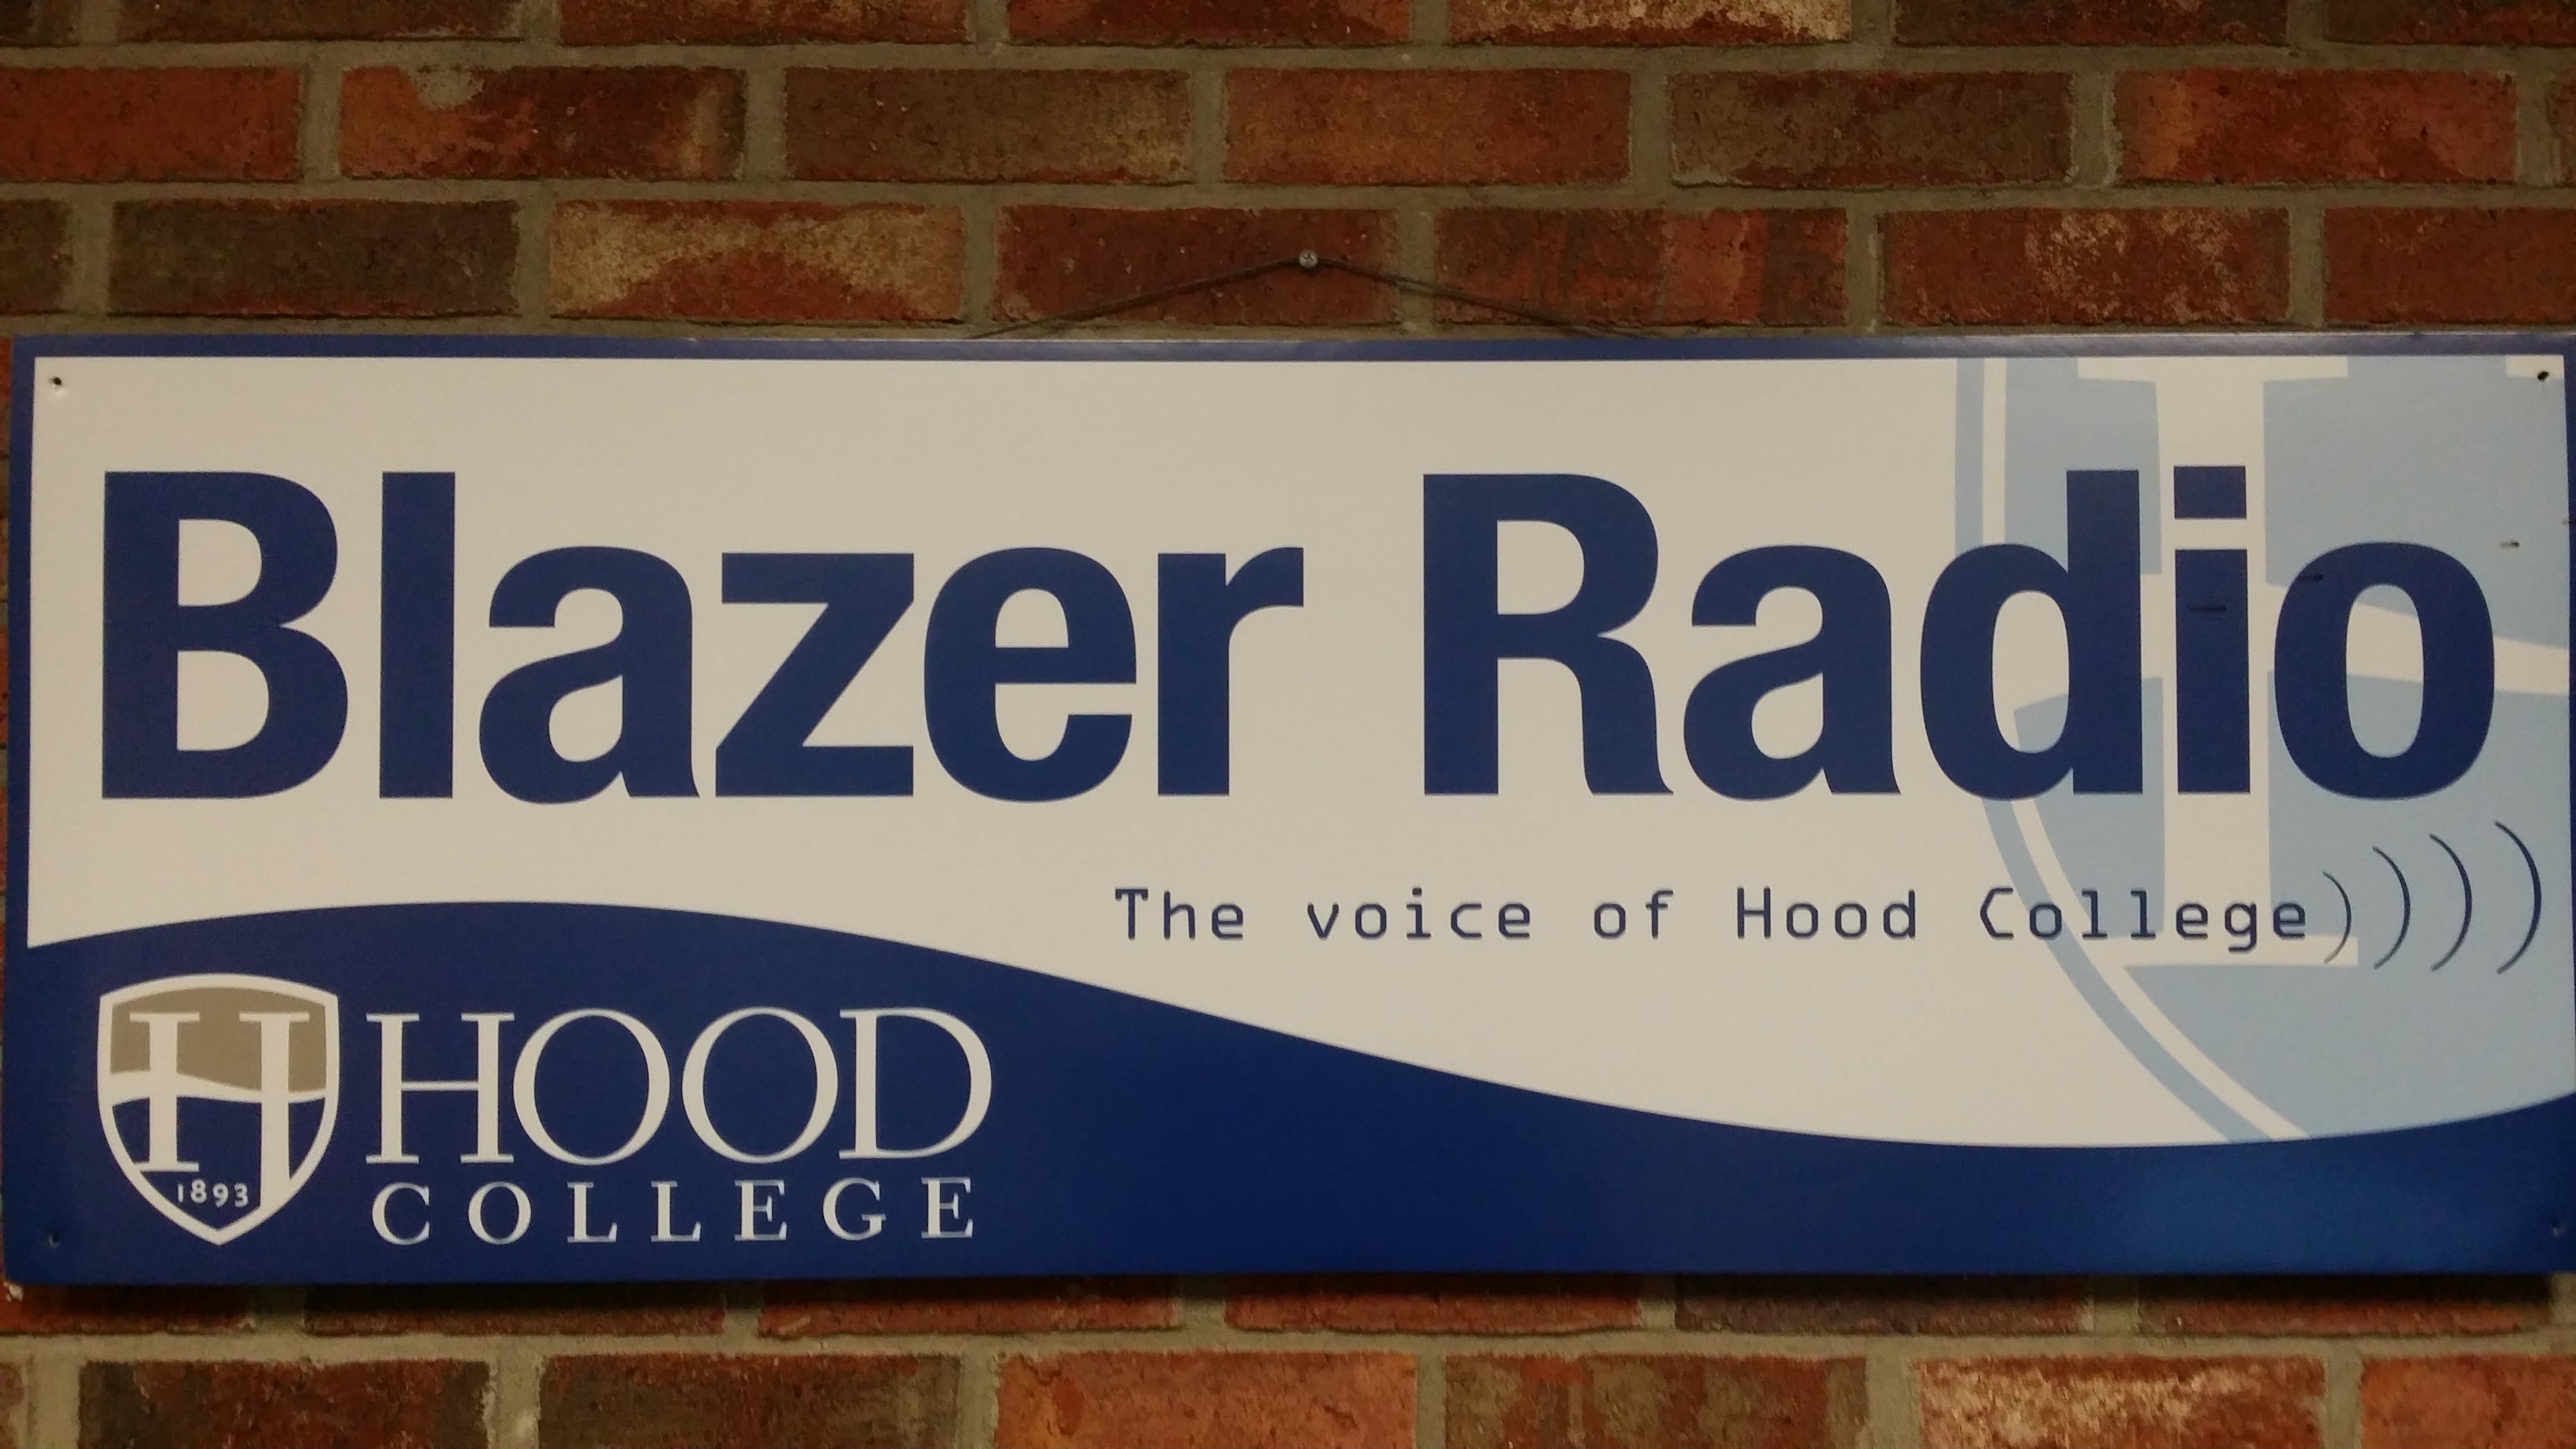 Blazer Radio
The voice of Hood College))))
H
1893
HOOD
COLLEGE